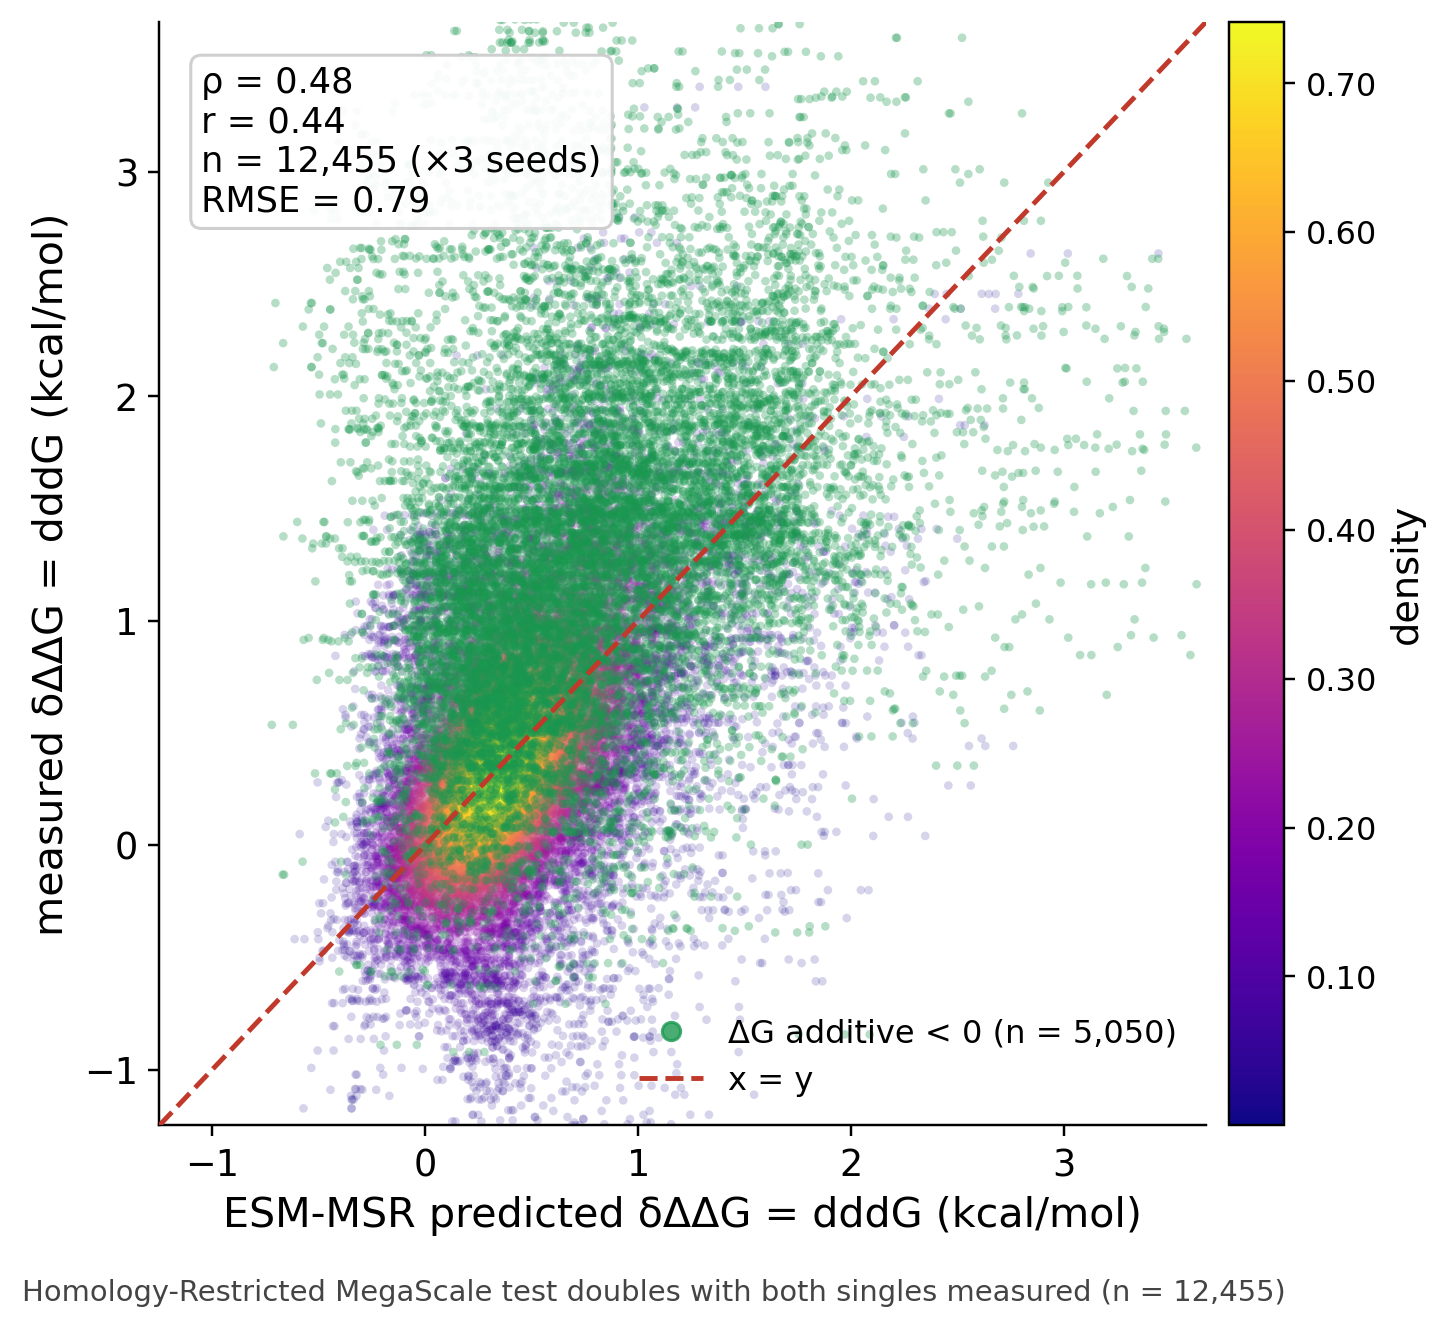 ρ = 0.48
r = 0.44
n = 12,455 (×3 seeds)
RMSE = 0.79
measured δΔΔG = dddG (kcal/mol)
3
2
1
0
−1
−1
0
1
2
3
ESM-MSR predicted δΔΔG = dddG (kcal/mol)
ΔG additive < 0 (n = 5,050)
x = y
0.70
0.60
0.50
0.40
0.30
0.20
0.10
density
Homology-Restricted MegaScale test doubles with both singles measured (n = 12,455)